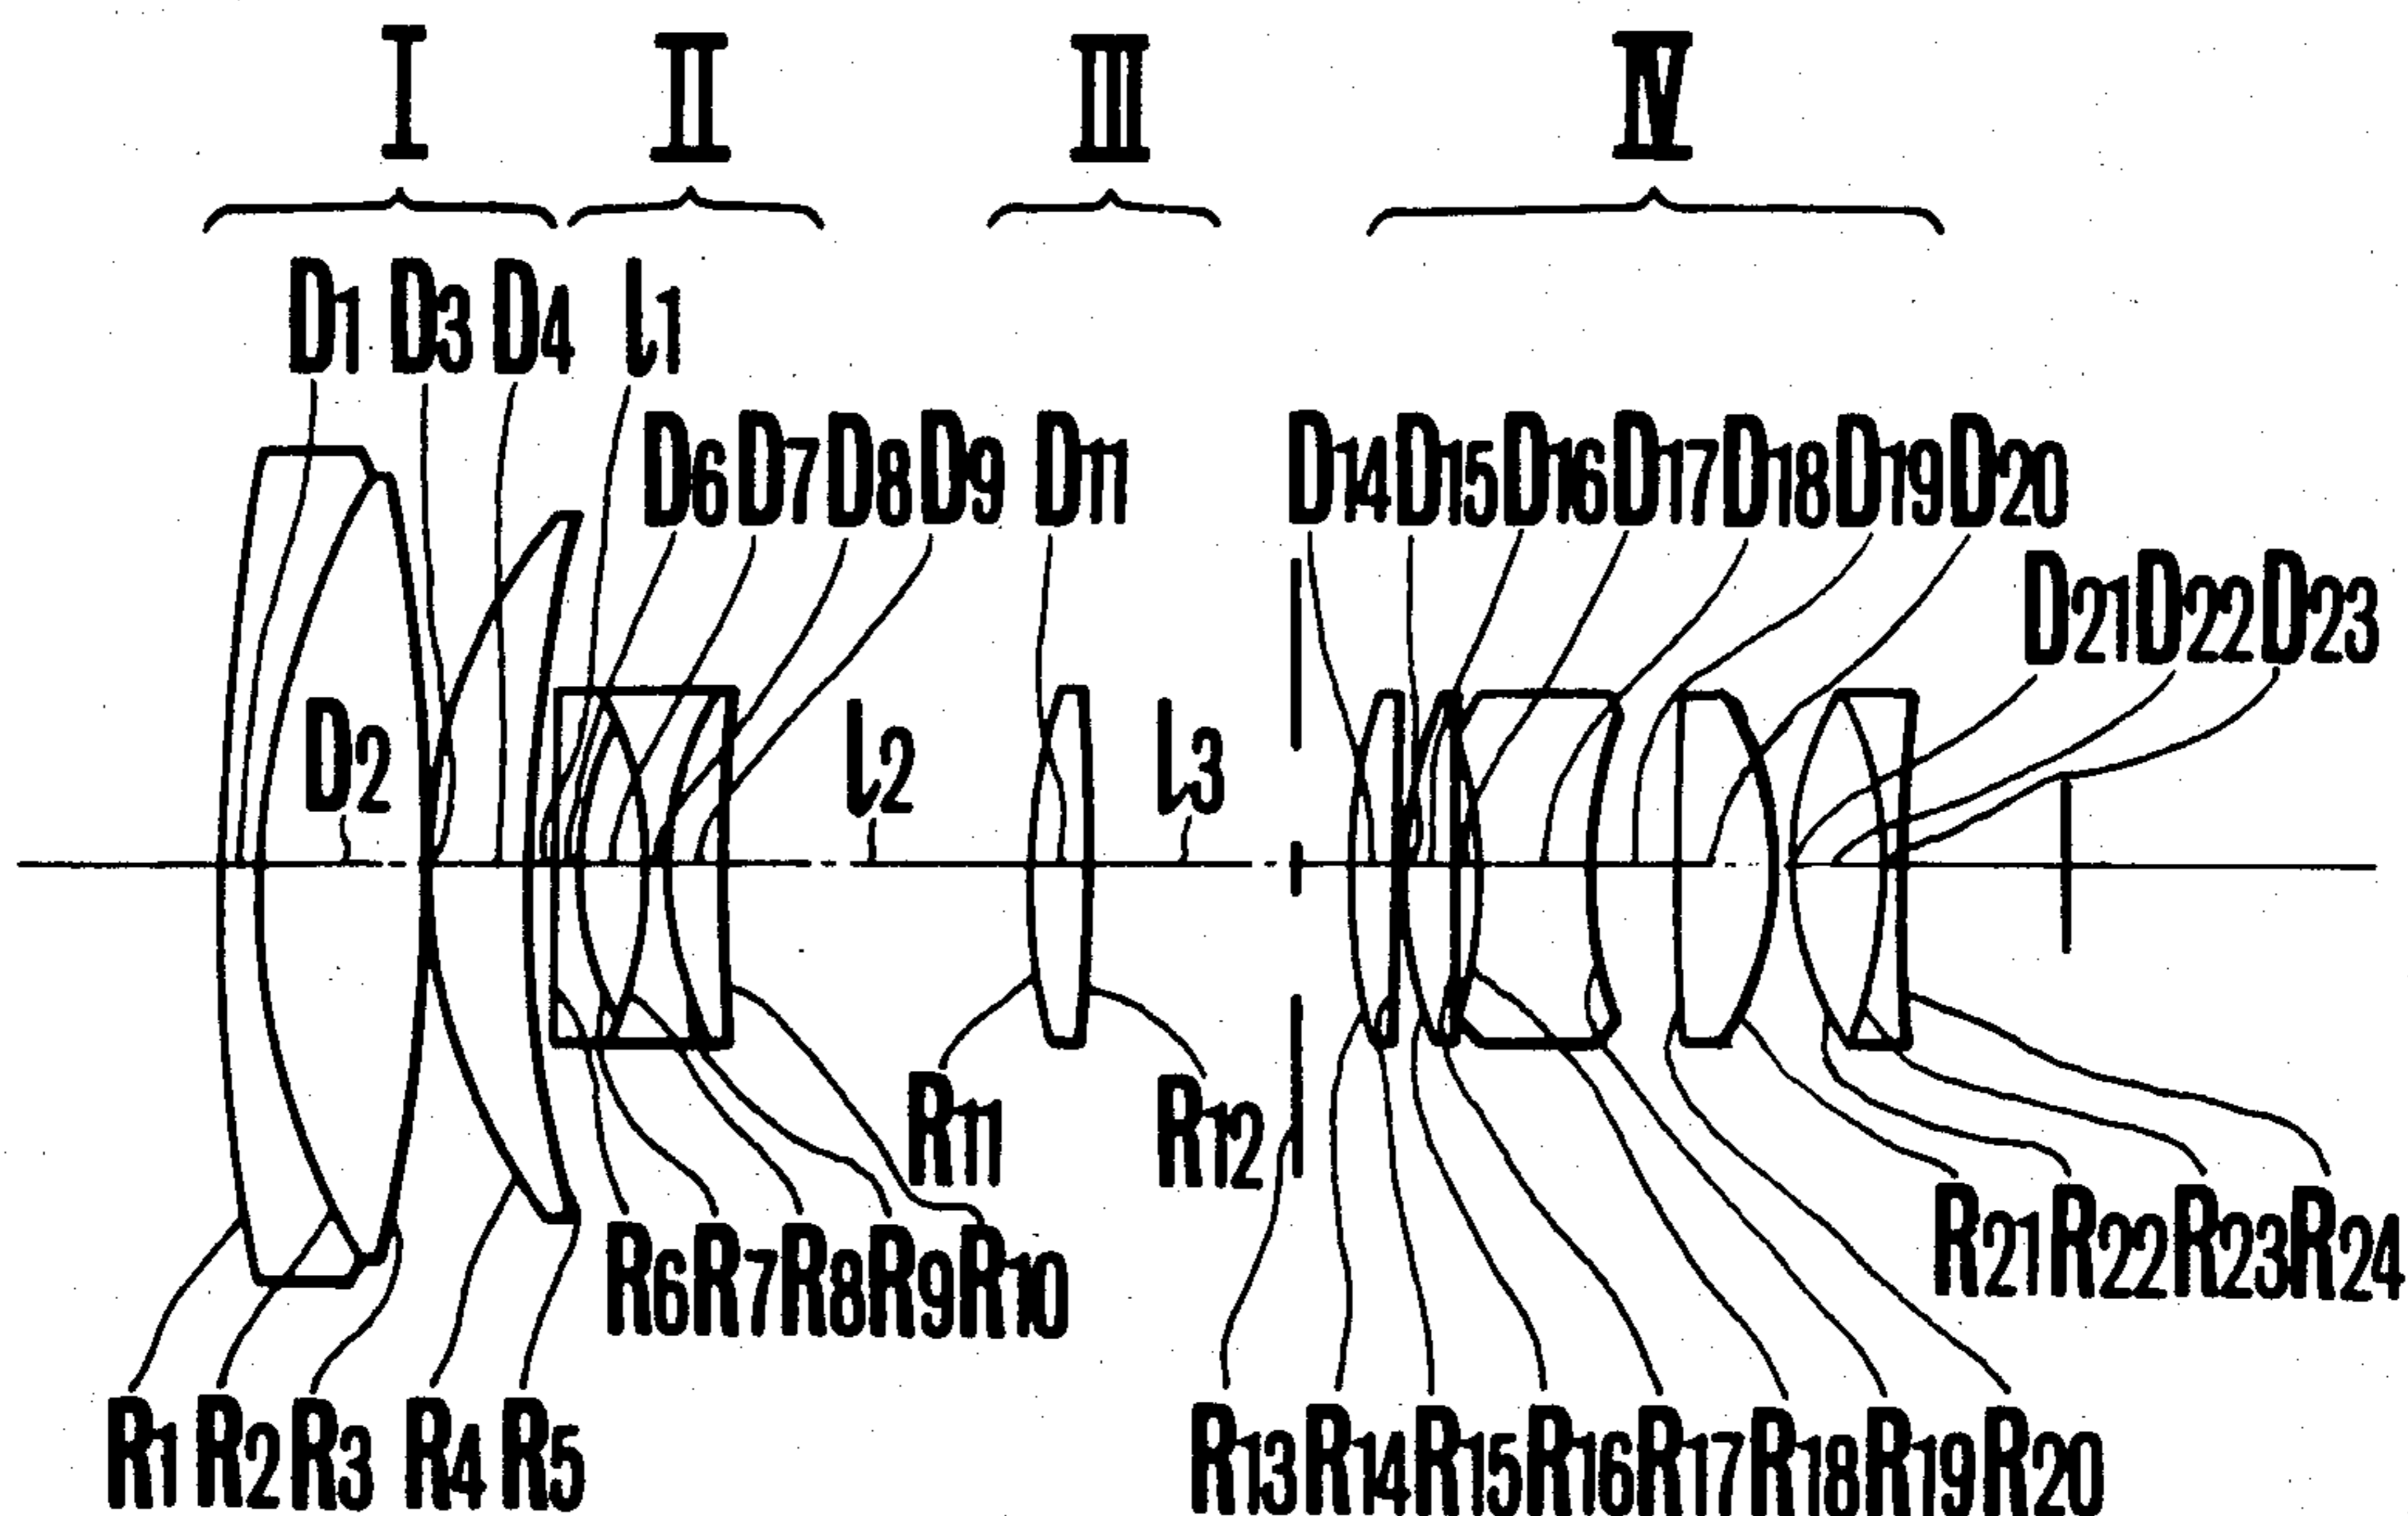 I II III IV
D1 D3 D4 l1
D6 D7 D8 D9 D11 D14 D15 D16 D17 D18 D19 D20
D21 D22 D23
D2 l2 l3
R11 R12
R21 R22 R23 R24
R6 R7 R8 R9 R10
R1 R2 R3 R4 R5 R13 R14 R15 R16 R17 R18 R19 R20